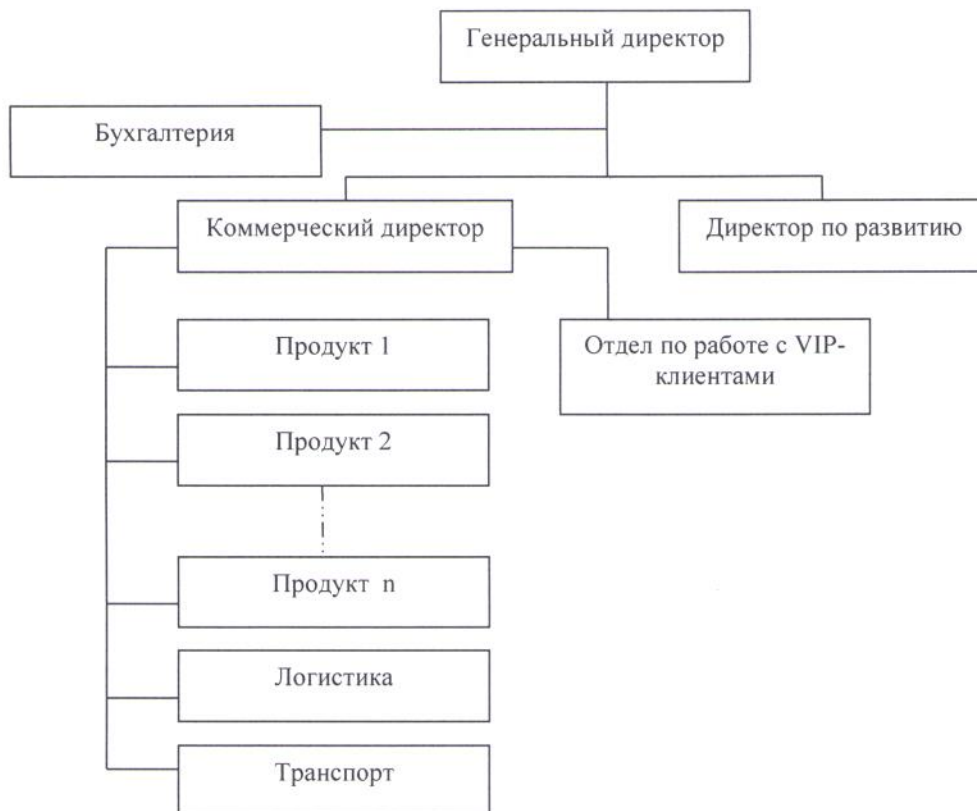 Генеральный директор
Бухгалтерия
Коммерческий директор
Директор по развитию
Продукт 1
Отдел по работе с VIP-
клиентами
Продукт 2
Продукт n
Логистика
Транспорт